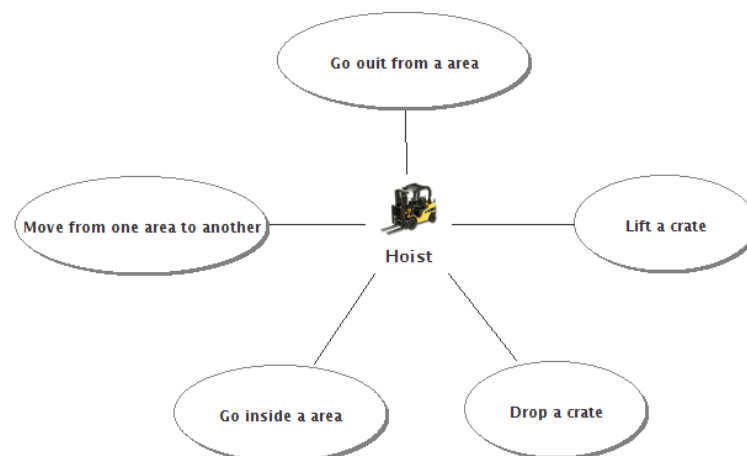 Go ouit from a area
Move from one area to another
Lift a crate
Hoist
Go inside a area
Drop a crate